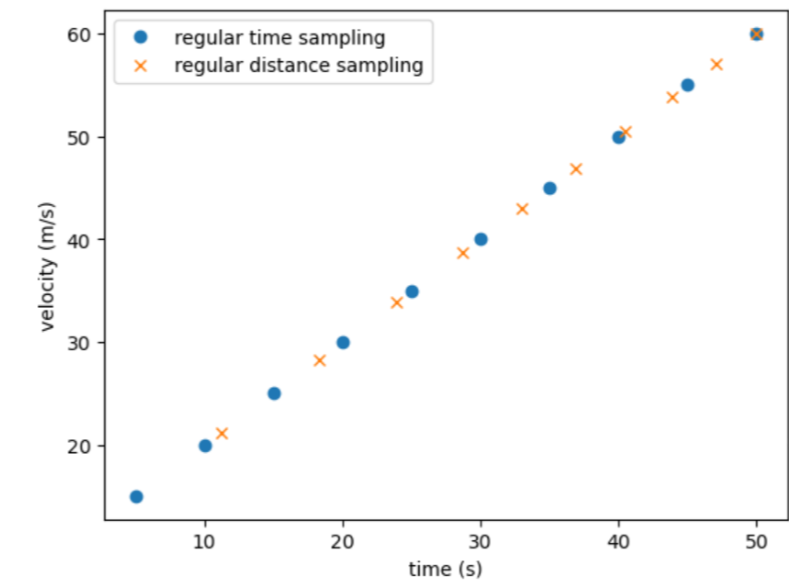 regular time sampling
regular distance sampling
60
50
40
30
20
velocity (m/s)
10 20 30 40 50
time (s)